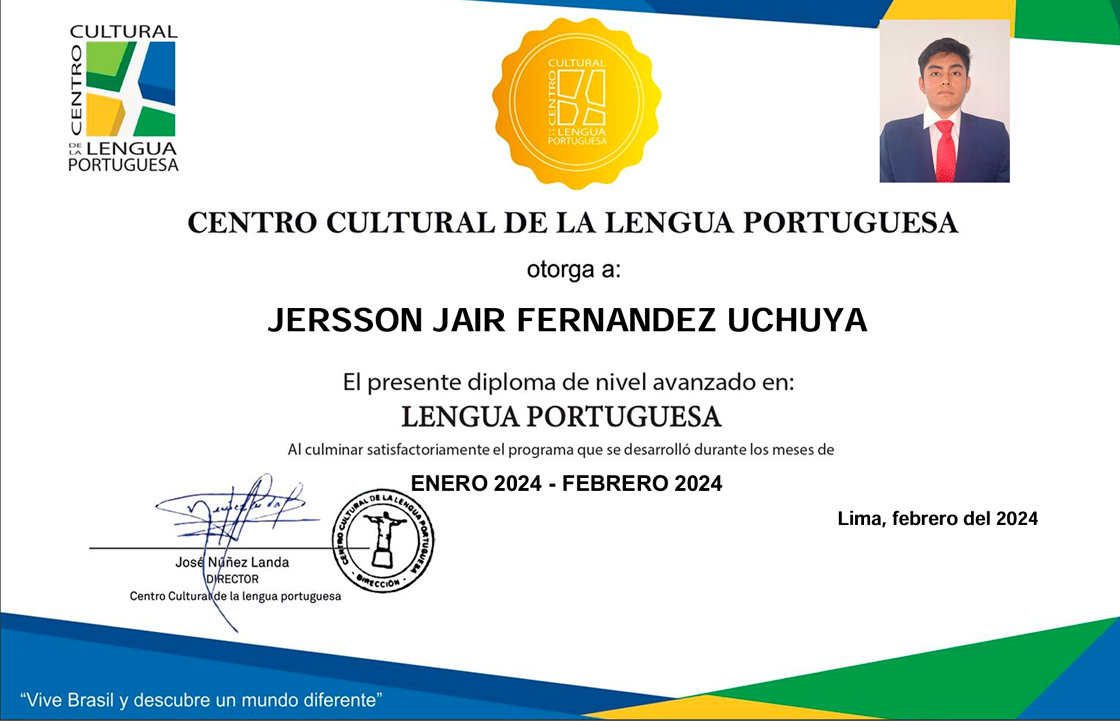 CULTURAL
CENTRO
DE LA LENGUA
PORTUGUESA
CULTURAL
CENTRO
DE LA LENGUA
PORTUGUESA
CENTRO CULTURAL DE LA LENGUA PORTUGUESA
otorga a:
JERSSON JAIR FERNANDEZ UCHUYA
El presente diploma de nivel avanzado en:
LENGUA PORTUGUESA
Al culminar satisfactoriamente el programa que se desarrolló durante los meses de
ENERO 2024 - FEBRERO 2024
Lima, febrero del 2024
CENTRO CULTURAL DE LA LENGUA PORTUGUESA
- DIRECCIÓN -
José Núñez Landa
DIRECTOR
Centro Cultural de la lengua portuguesa
“Vive Brasil y descubre un mundo diferente”